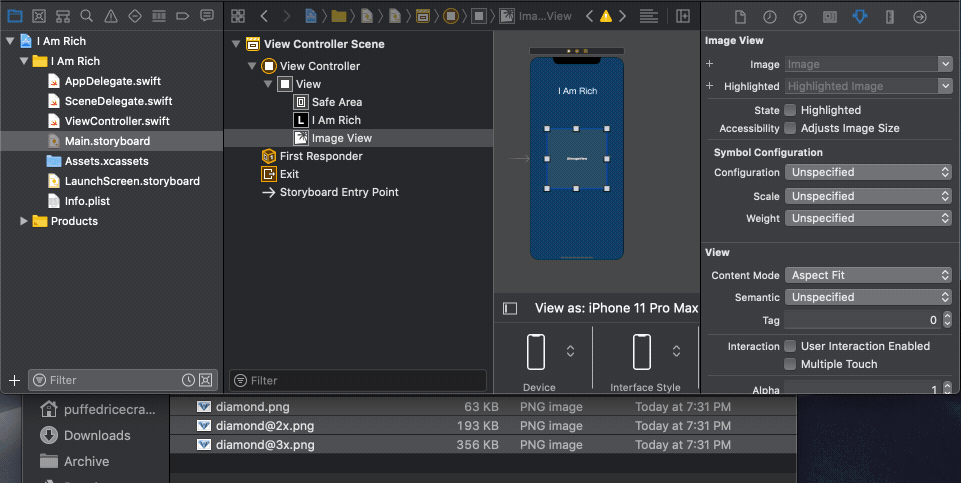 Ima...View
I Am Rich
I Am Rich
AppDelegate.swift
SceneDelegate.swift
ViewController.swift
Main.storyboard
Assets.xcassets
LaunchScreen.storyboard
Info.plist
Products
Filter
View Controller Scene
View Controller
View
Safe Area
L I Am Rich
Image View
First Responder
Exit
Storyboard Entry Point
Filter
I Am Rich
View as: iPhone 11 Pro Max
Device
Interface Style
Image View
Image Image
Highlighted Highlighted Image
State Highlighted
Accessibility Adjusts Image Size
Symbol Configuration
Configuration Unspecified
Scale Unspecified
Weight Unspecified
View
Content Mode Aspect Fit
Semantic Unspecified
Tag 0
Interaction User Interaction Enabled
Multiple Touch
Alpha 1
puffedricecra...
Downloads
Archive
diamond.png 63 KB PNG image Today at 7:31 PM
diamond@2x.png 193 KB PNG image Today at 7:31 PM
diamond@3x.png 356 KB PNG image Today at 7:31 PM